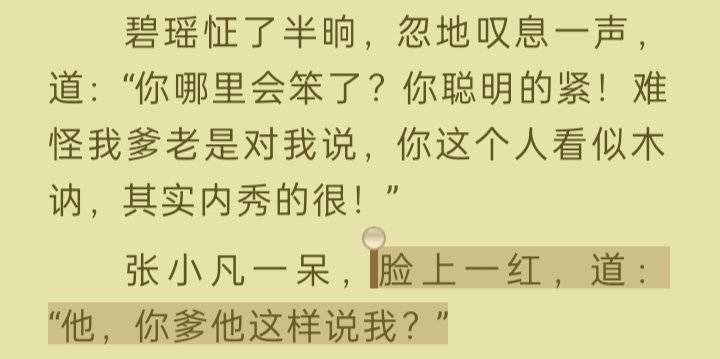 碧瑶怔了半晌，忽地叹息一声，
道：“你哪里会笨了？你聪明的紧！难
怪我爹老是对我说，你这个人看似木
讷，其实内秀的很！”
张小凡一呆，脸上一红，道：
“他，你爹他这样说我？”